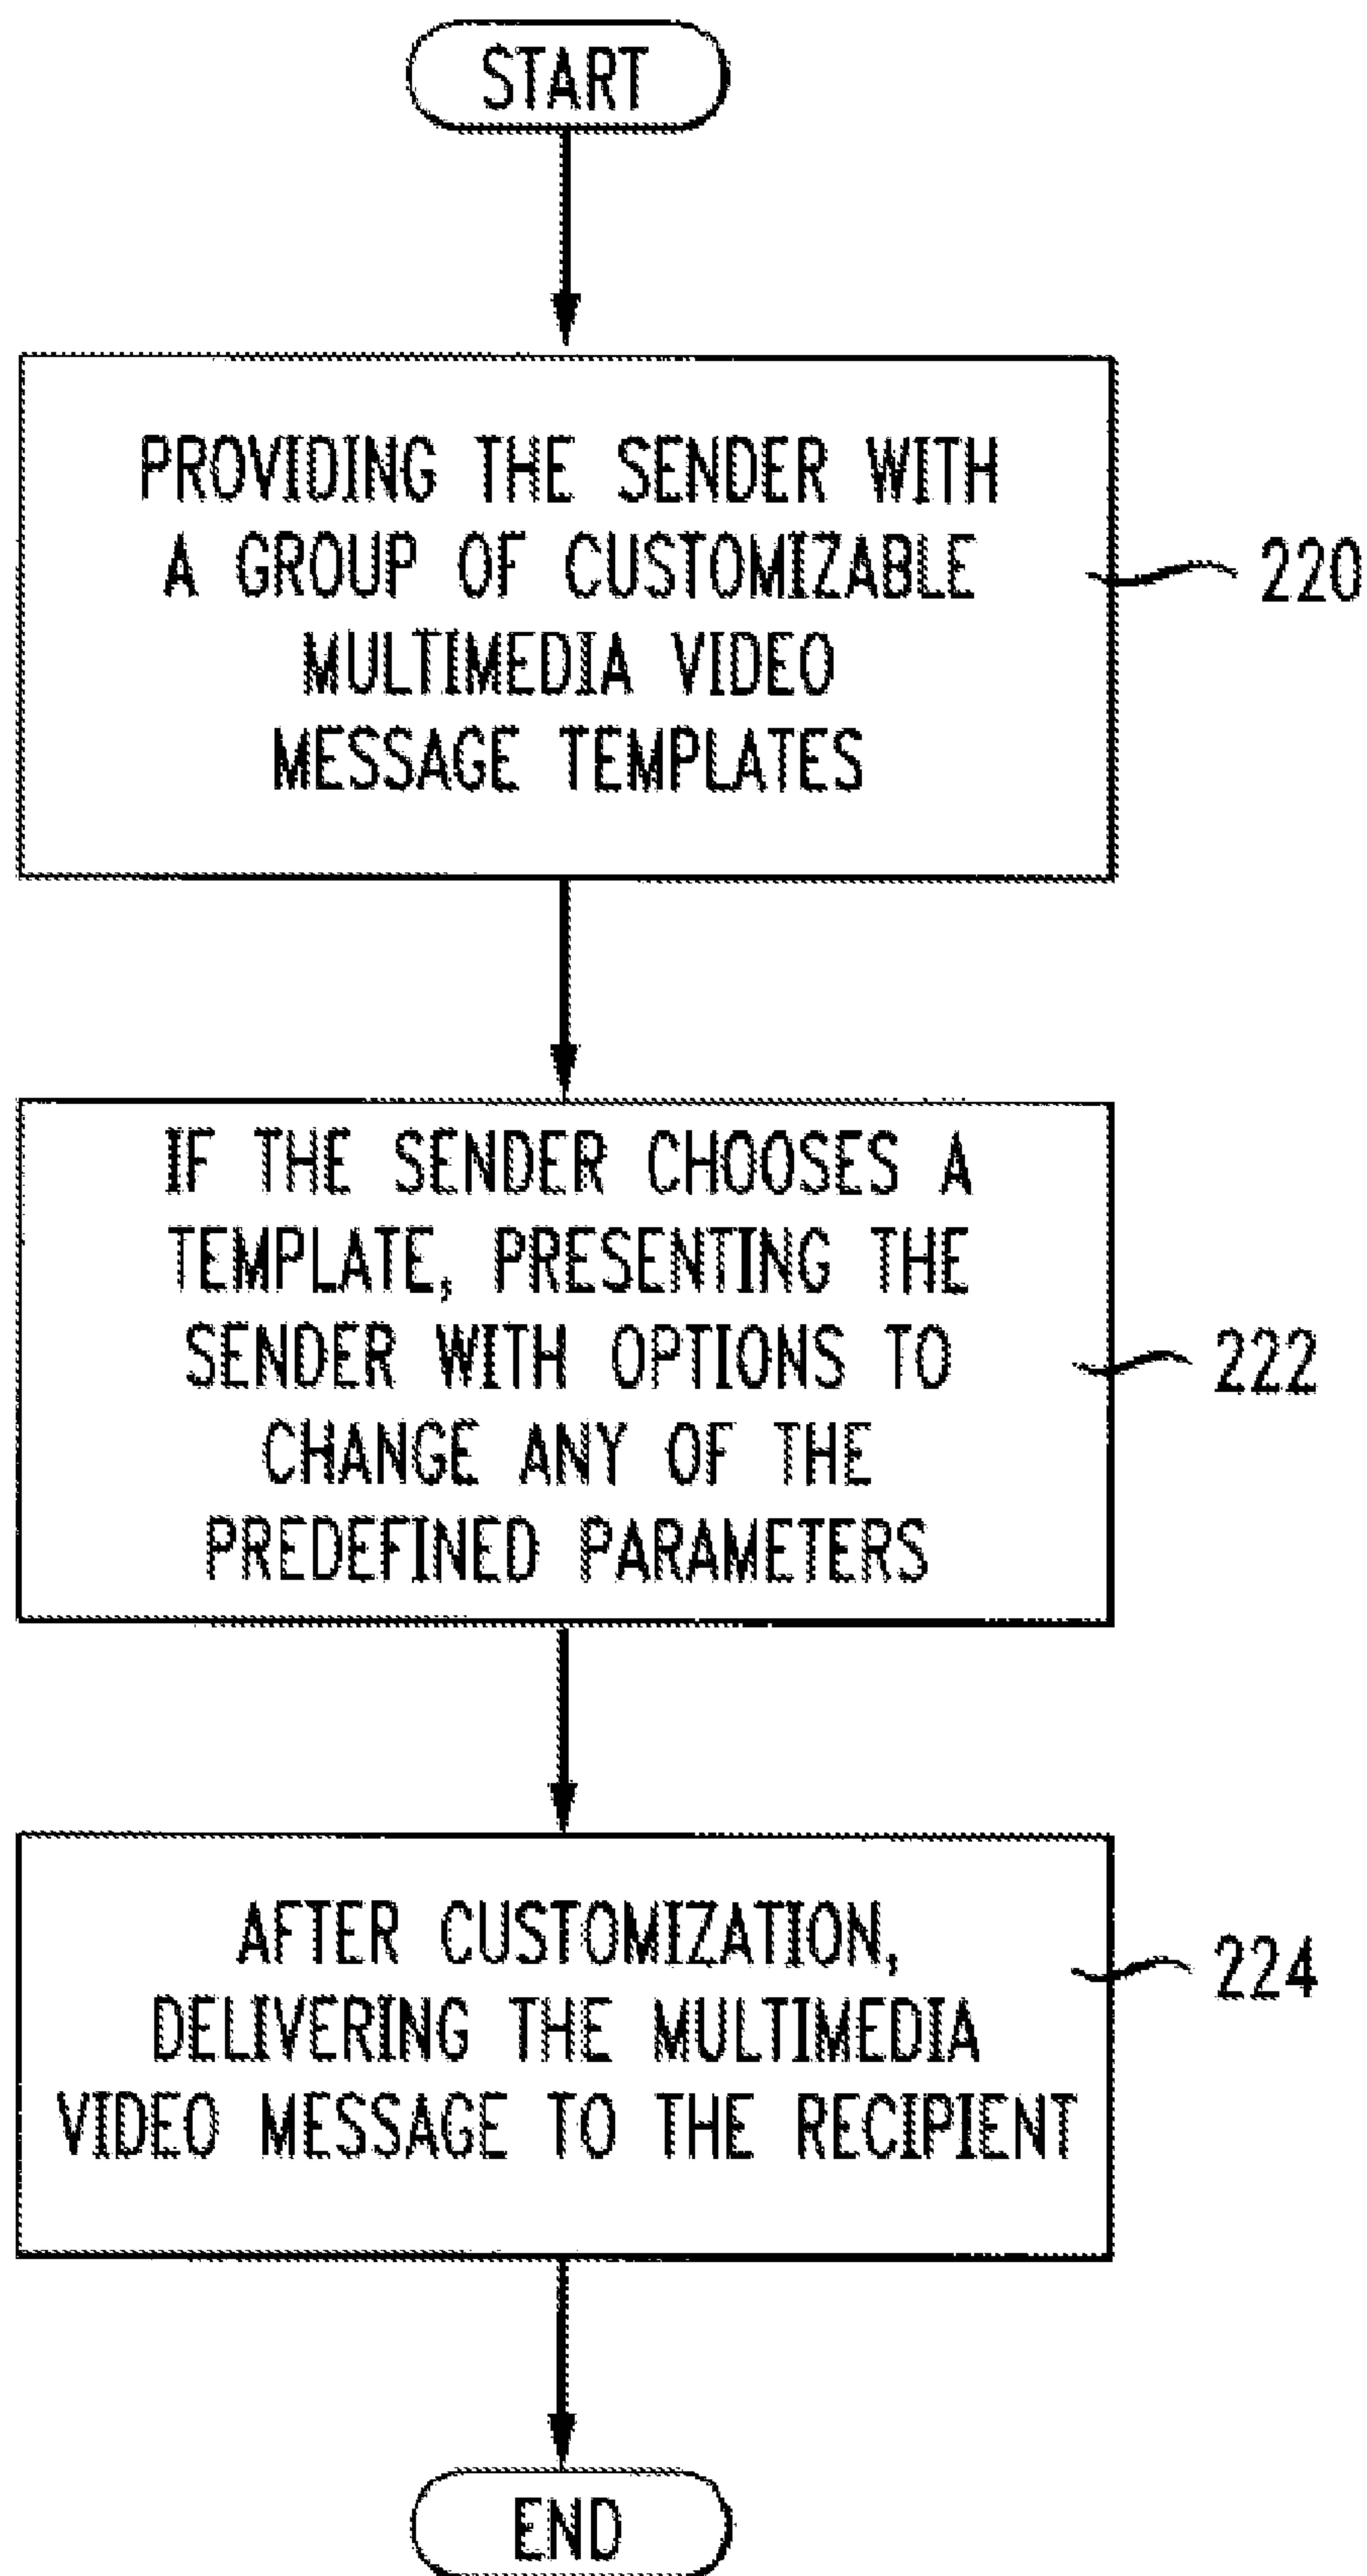 START
PROVIDING THE SENDER WITH
A GROUP OF CUSTOMIZABLE
MULTIMEDIA VIDEO
MESSAGE TEMPLATES
220
IF THE SENDER CHOOSES A
TEMPLATE, PRESENTING THE
SENDER WITH OPTIONS TO
CHANGE ANY OF THE
PREDEFINED PARAMETERS
222
AFTER CUSTOMIZATION,
DELIVERING THE MULTIMEDIA
VIDEO MESSAGE TO THE RECIPIENT
224
END